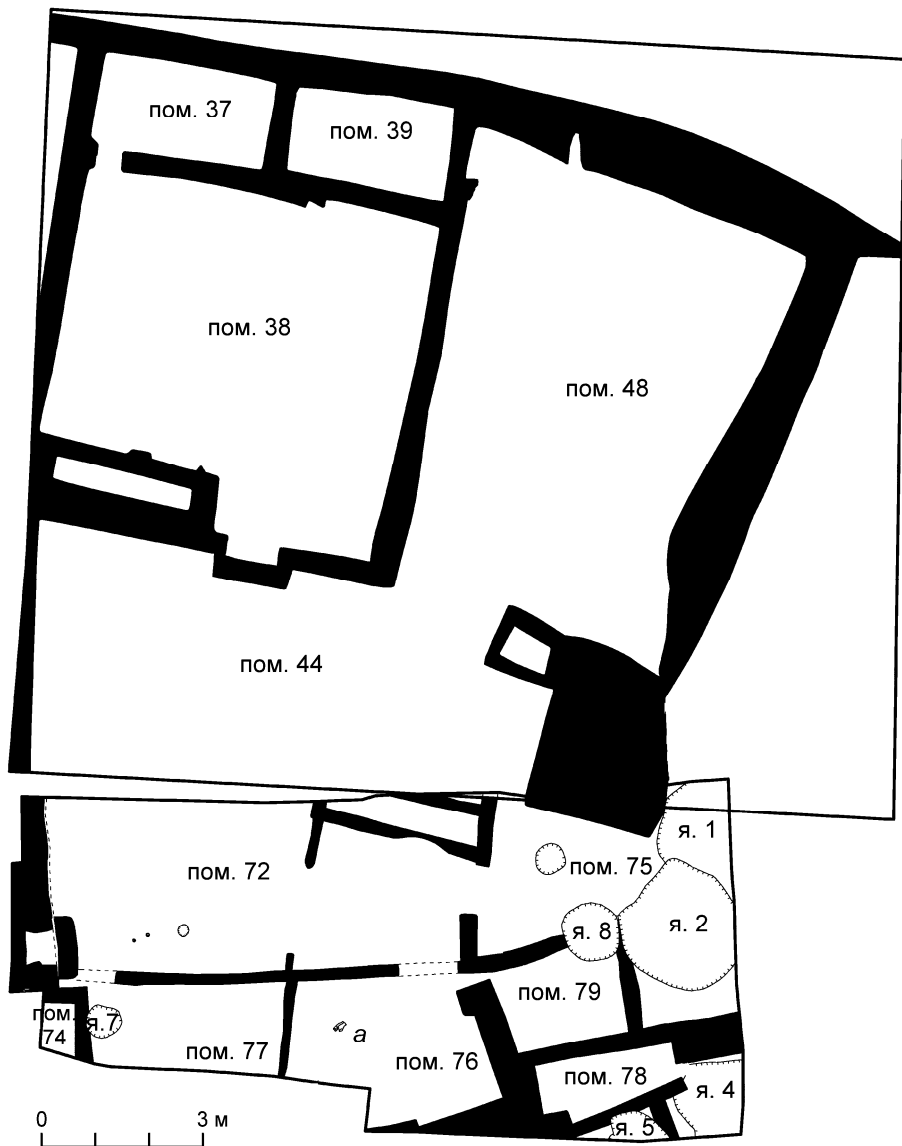 пом. 37
пом. 39
пом. 38
пом. 48
пом. 44
я. 1
пом. 75
пом. 72
я. 8
я. 2
пом. 79
пом.
74
я.7
а
пом. 77
пом. 76
пом. 78
я. 4
я. 5
0
3 м